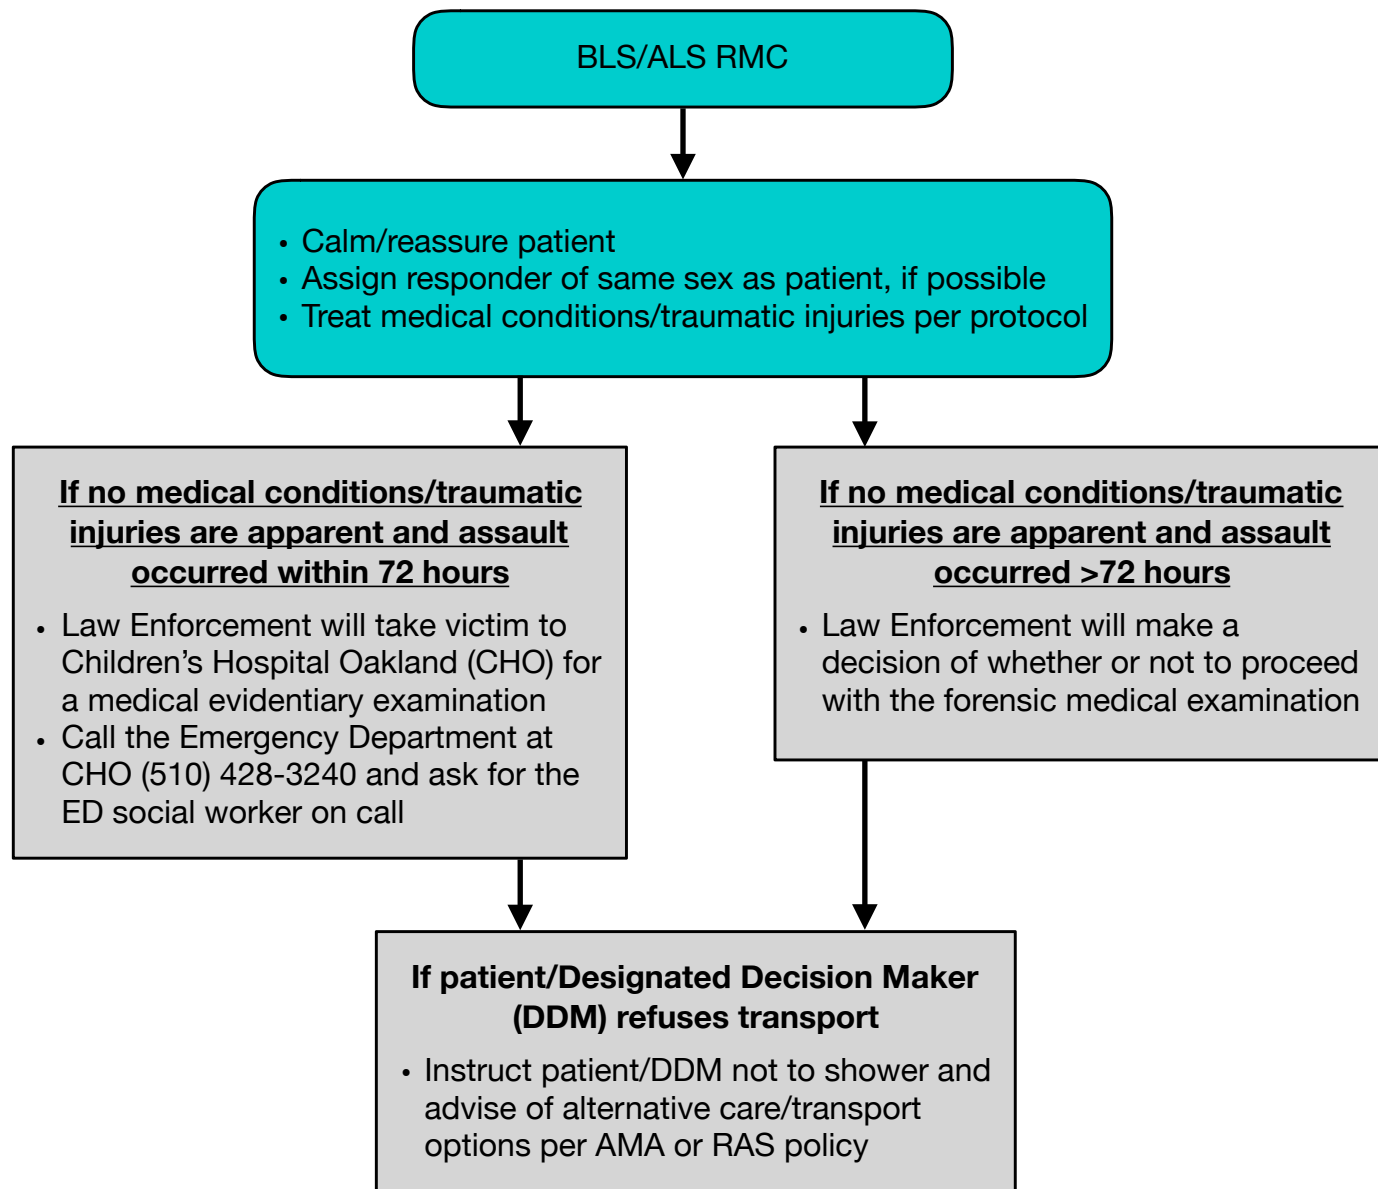 BLS/ALS RMC
• Calm/reassure patient
• Assign responder of same sex as patient, if possible
• Treat medical conditions/traumatic injuries per protocol
If no medical conditions/traumatic
injuries are apparent and assault
occurred within 72 hours
• Law Enforcement will take victim to
Children’s Hospital Oakland (CHO) for
a medical evidentiary examination
• Call the Emergency Department at
CHO (510) 428-3240 and ask for the
ED social worker on call
If no medical conditions/traumatic
injuries are apparent and assault
occurred >72 hours
• Law Enforcement will make a
decision of whether or not to proceed
with the forensic medical examination
If patient/Designated Decision Maker
(DDM) refuses transport
• Instruct patient/DDM not to shower and
advise of alternative care/transport
options per AMA or RAS policy